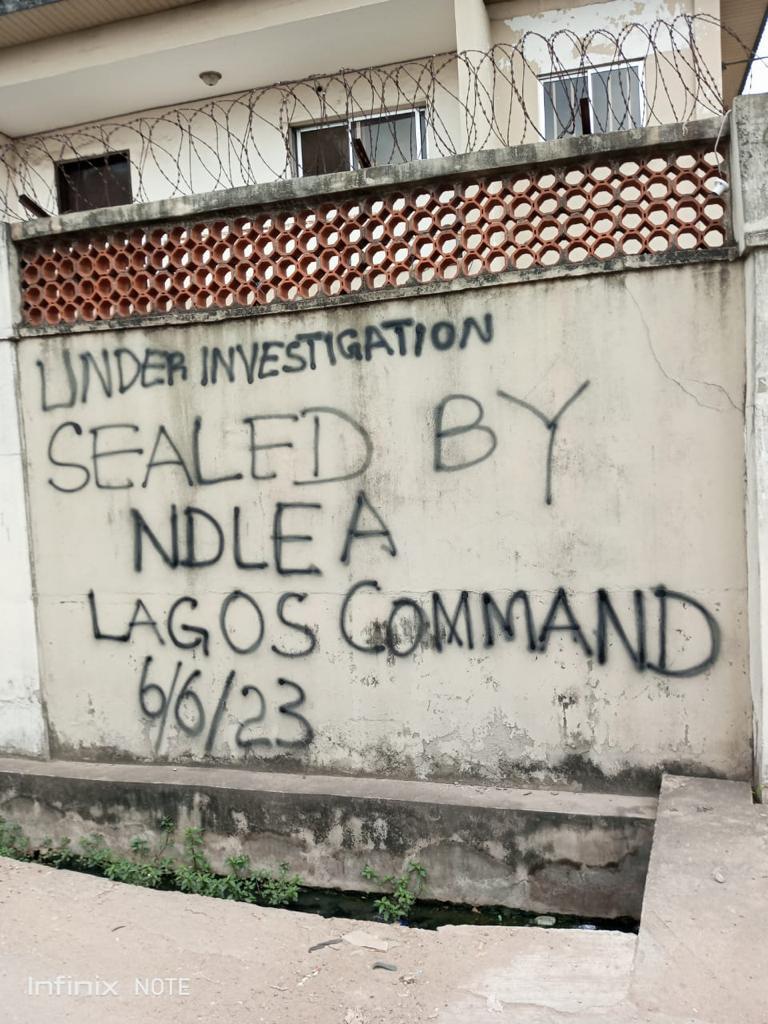 UNDER INVESTIGATION
SEALED BY
NDLEA
LAGOS COMMAND
6/6/23
Infinix NOTE